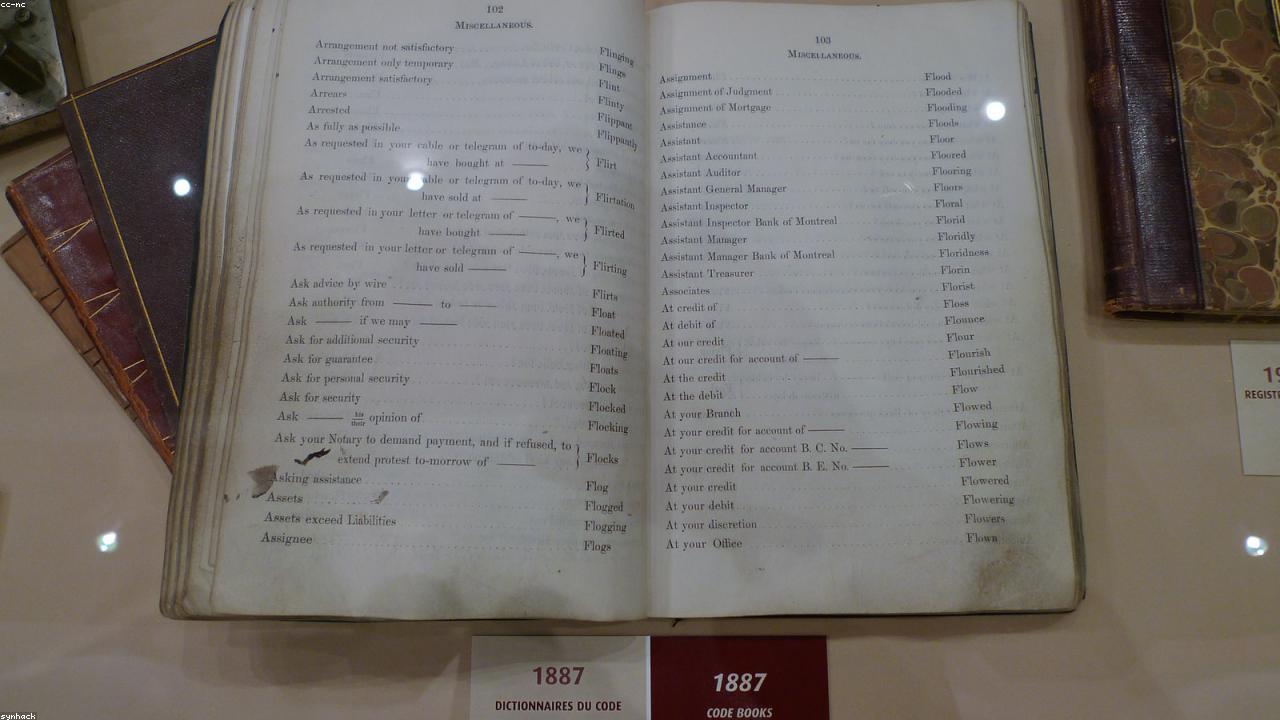 cc-nc
102
MISCELLANEOUS.
Arrangement not satisfactory Flinging
Arrangement only temporary Flings
Arrangement satisfactory Flint
Arrears Flinty
Arrested Flippant
As fully as possible Flippantly
As requested in your cable or telegram of to-day, we
have bought at —— Flirt
As requested in your cable or telegram of to-day, we
have sold at —— Flirtation
As requested in your letter or telegram of ——, we
have bought —— Flirted
As requested in your letter or telegram of ——, we
have sold —— Flirting
Ask advice by wire Flirts
Ask authority from —— to —— Float
Ask —— if we may —— Floated
Ask for additional security Floating
Ask for guarantee Floats
Ask for personal security Flock
Ask for security Flocked
Ask —— his/their opinion of Flocking
Ask your Notary to demand payment, and if refused, to
extend protest to-morrow of —— Flocks
Asking assistance Flog
Assets Flogged
Assets exceed Liabilities Flogging
Assignee Flogs
103
MISCELLANEOUS.
Assignment Flood
Assignment of Judgment Flooded
Assignment of Mortgage Flooding
Assistance Floods
Assistant Floor
Assistant Accountant Floored
Assistant Auditor Flooring
Assistant General Manager Floors
Assistant Inspector Floral
Assistant Inspector Bank of Montreal Florid
Assistant Manager Floridly
Assistant Manager Bank of Montreal Floridness
Assistant Treasurer Florin
Associates Florist
At credit of Floss
At debit of Flounce
At our credit Flour
At our credit for account of —— Flourish
At the credit Flourished
At the debit Flow
At your Branch Flowed
At your credit for account of —— Flowing
At your credit for account B. C. No. —— Flows
At your credit for account B. E. No. —— Flower
At your credit Flowered
At your debit Flowering
At your discretion Flowers
At your Office Flown
1887
DICTIONNAIRES DU CODE
1887
CODE BOOKS
synhack